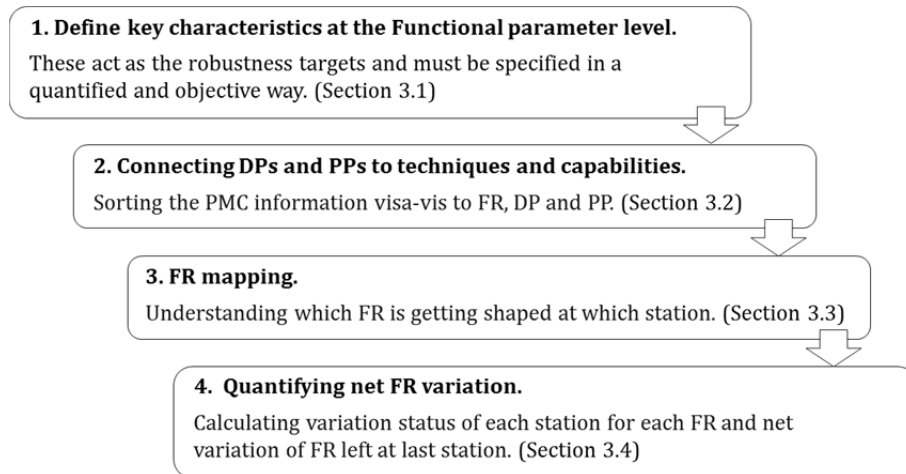 1. Define key characteristics at the Functional parameter level.
These act as the robustness targets and must be specified in a
quantified and objective way. (Section 3.1)
2. Connecting DPs and PPs to techniques and capabilities.
Sorting the PMC information visa-vis to FR, DP and PP. (Section 3.2)
3. FR mapping.
Understanding which FR is getting shaped at which station. (Section 3.3)
4. Quantifying net FR variation.
Calculating variation status of each station for each FR and net
variation of FR left at last station. (Section 3.4)